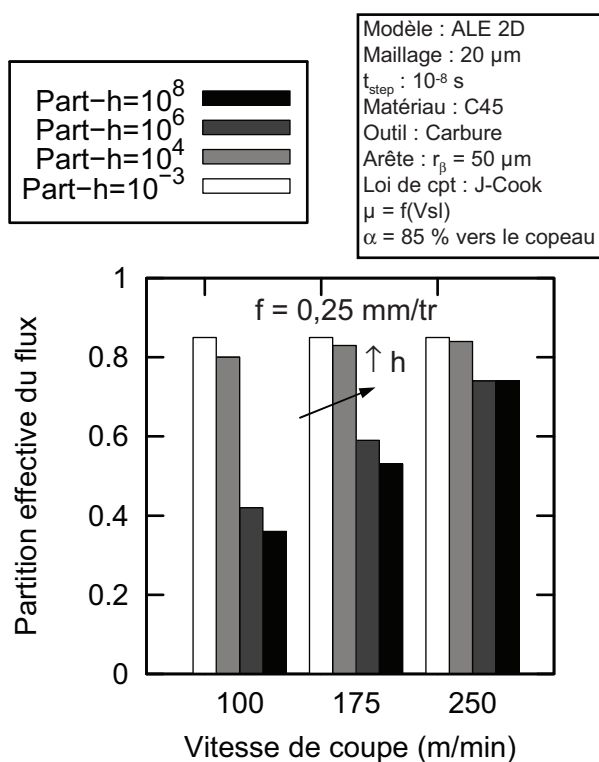 Part−h=10^8
Part−h=10^6
Part−h=10^4
Part−h=10^−3
Modèle : ALE 2D
Maillage : 20 µm
t_step : 10^-8 s
Matériau : C45
Outil : Carbure
Arête : r_β = 50 µm
Loi de cpt : J-Cook
µ = f(Vsl)
α = 85 % vers le copeau
f = 0,25 mm/tr
↑ h
Partition effective du flux
1
0.8
0.6
0.4
0.2
0
100 175 250
Vitesse de coupe (m/min)